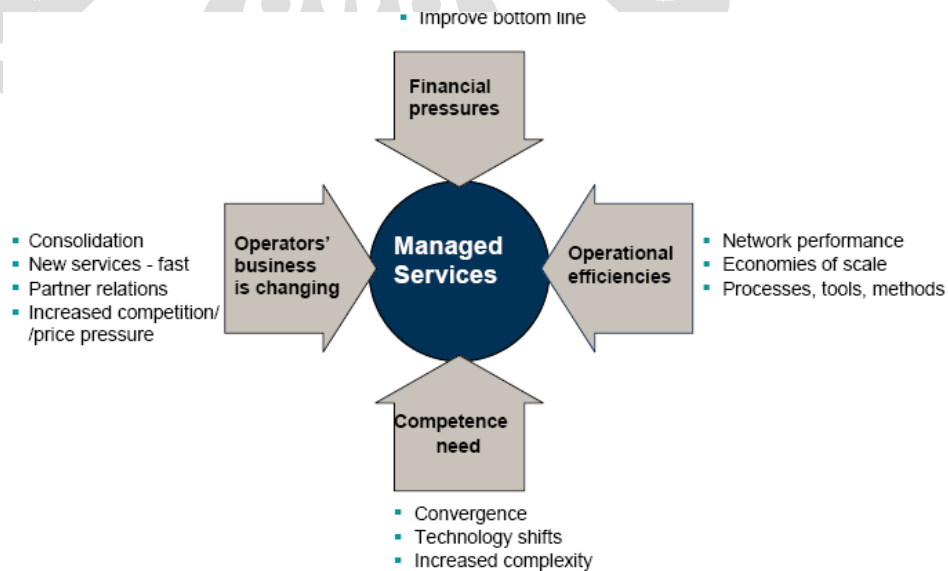 ▪ Improve bottom line
Financial
pressures
▪ Consolidation
▪ New services - fast
▪ Partner relations
▪ Increased competition/
/price pressure
Operators’
business
is changing
Managed
Services
Operational
efficiencies
▪ Network performance
▪ Economies of scale
▪ Processes, tools, methods
Competence
need
▪ Convergence
▪ Technology shifts
▪ Increased complexity